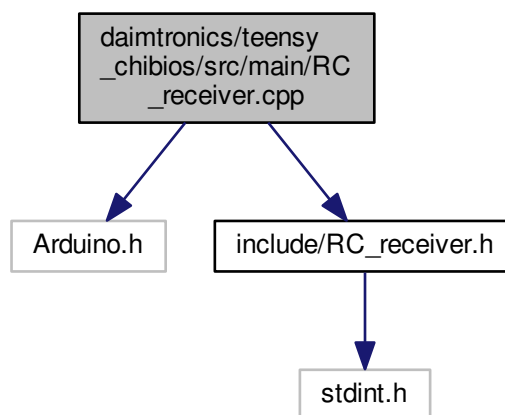 daimtronics/teensy
_chibios/src/main/RC
_receiver.cpp
Arduino.h
include/RC_receiver.h
stdint.h